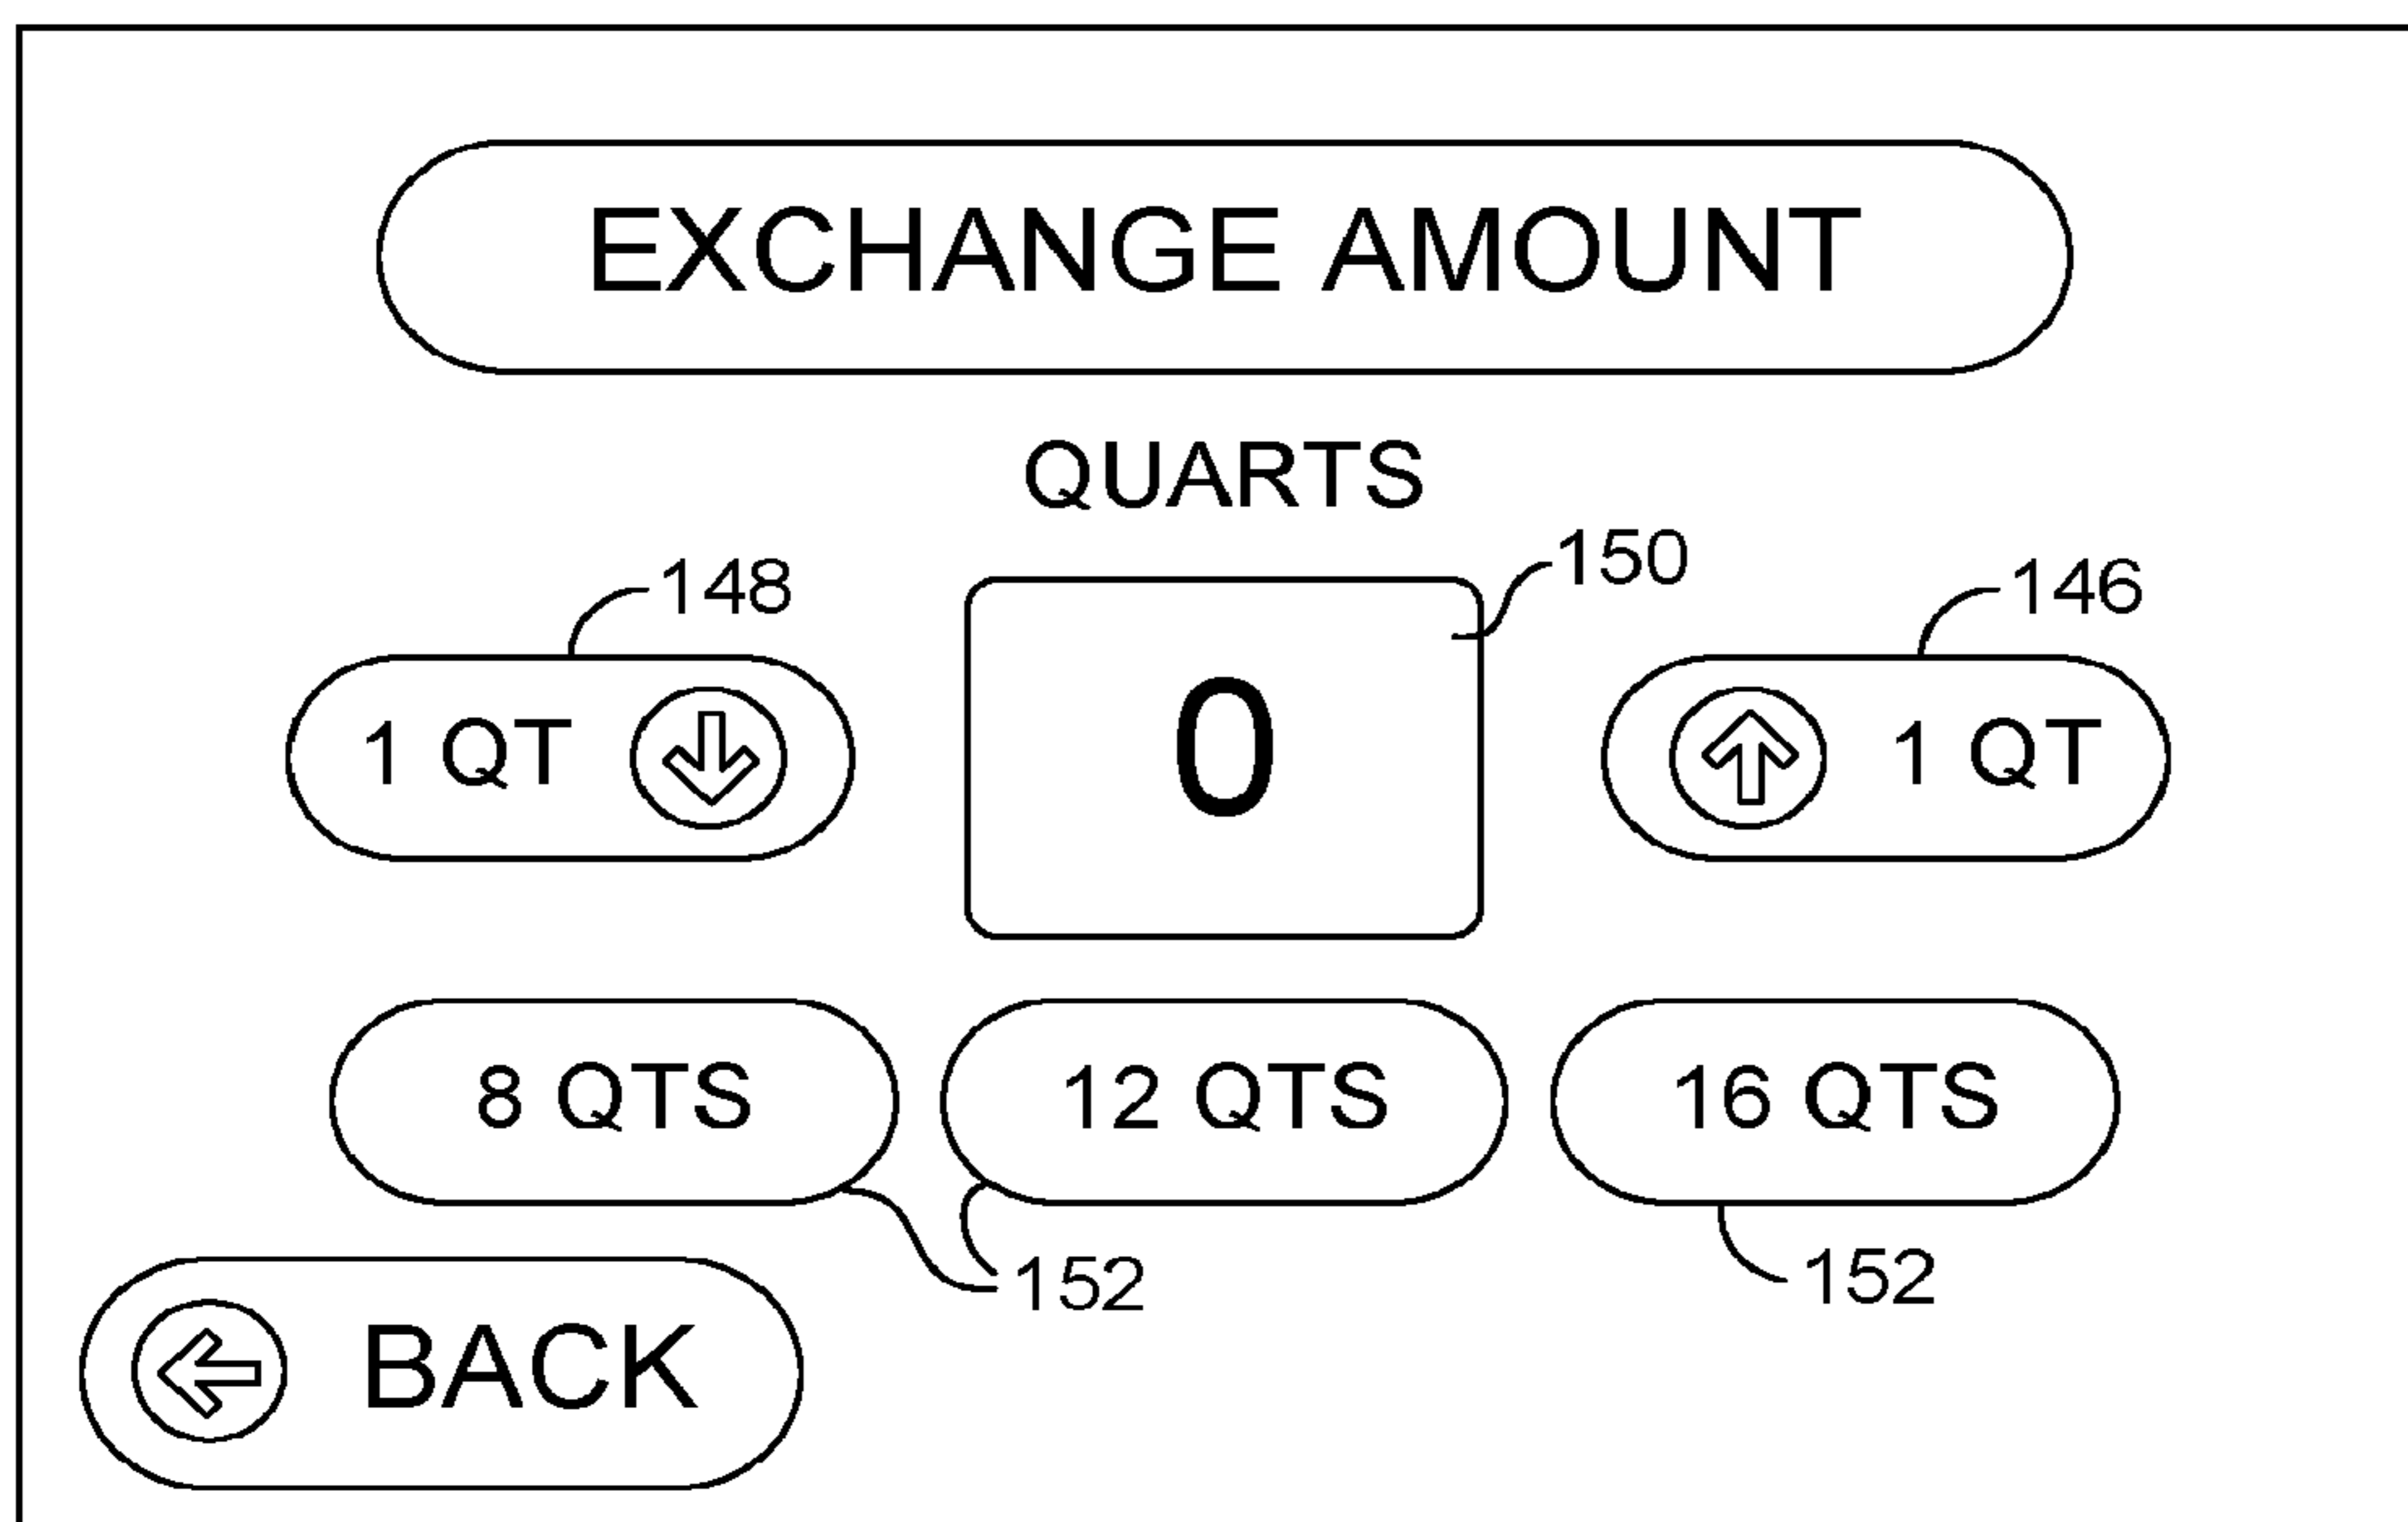 EXCHANGE AMOUNT
QUARTS
148
150
146
1 QT
0
1 QT
8 QTS
12 QTS
16 QTS
152
152
BACK